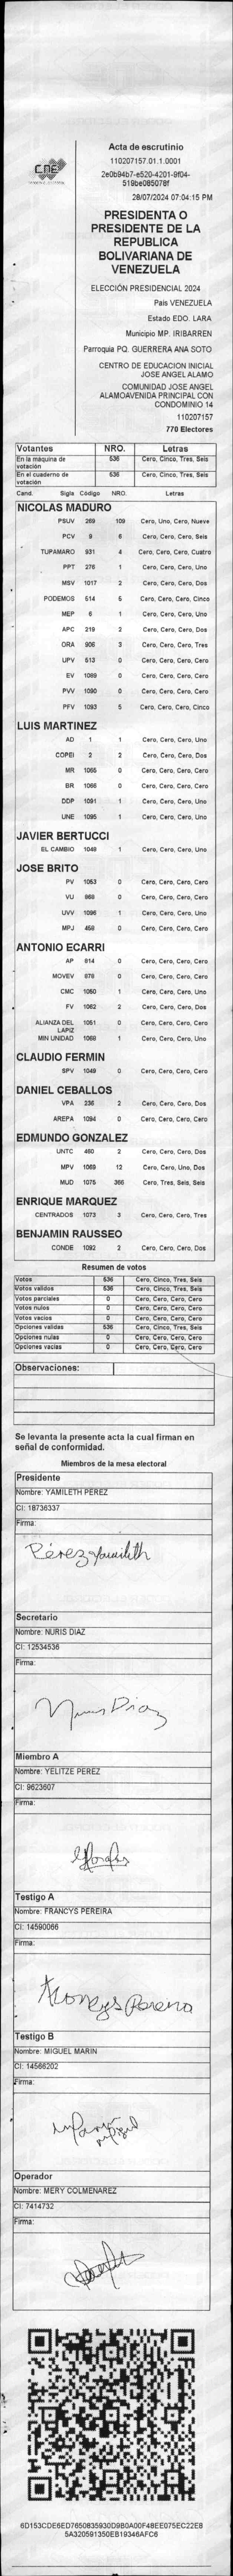 CNE
Acta de escrutinio
110207157.01.1.0001
2e0b94b7-e520-4201-9f04-
519be085078f
28/07/2024 07:04:15 PM
PRESIDENTA O
PRESIDENTE DE LA
REPUBLICA
BOLIVARIANA DE
VENEZUELA
ELECCIÓN PRESIDENCIAL 2024
Pais VENEZUELA
Estado EDO. LARA
Municipio MP. IRIBARREN
Parroquia PQ. GUERRERA ANA SOTO
CENTRO DE EDUCACION INICIAL
JOSE ANGEL ALAMO
COMUNIDAD JOSE ANGEL
ALAMOAVENIDA PRINCIPAL CON
CONDOMINIO 14
110207157
770 Electores
Votantes NRO. Letras
En la máquina de votación 536 Cero, Cinco, Tres, Seis
En el cuaderno de votación 536 Cero, Cinco, Tres, Seis
Cand. Sigla Código NRO. Letras
NICOLAS MADURO
PSUV 269 109 Cero, Uno, Cero, Nueve
PCV 9 6 Cero, Cero, Cero, Seis
TUPAMARO 931 4 Cero, Cero, Cero, Cuatro
PPT 276 1 Cero, Cero, Cero, Uno
MSV 1017 2 Cero, Cero, Cero, Dos
PODEMOS 514 5 Cero, Cero, Cero, Cinco
MEP 6 1 Cero, Cero, Cero, Uno
APC 219 2 Cero, Cero, Cero, Dos
ORA 906 3 Cero, Cero, Cero, Tres
UPV 513 0 Cero, Cero, Cero, Cero
EV 1089 0 Cero, Cero, Cero, Cero
PVV 1090 0 Cero, Cero, Cero, Cero
PFV 1093 5 Cero, Cero, Cero, Cinco
LUIS MARTINEZ
AD 1 1 Cero, Cero, Cero, Uno
COPEI 2 2 Cero, Cero, Cero, Dos
MR 1055 0 Cero, Cero, Cero, Cero
BR 1066 0 Cero, Cero, Cero, Cero
DDP 1091 1 Cero, Cero, Cero, Uno
UNE 1095 1 Cero, Cero, Cero, Uno
JAVIER BERTUCCI
EL CAMBIO 1048 1 Cero, Cero, Cero, Uno
JOSE BRITO
PV 1053 0 Cero, Cero, Cero, Cero
VU 868 0 Cero, Cero, Cero, Cero
UVV 1096 1 Cero, Cero, Cero, Uno
MPJ 458 0 Cero, Cero, Cero, Cero
ANTONIO ECARRI
AP 814 0 Cero, Cero, Cero, Cero
MOVEV 878 0 Cero, Cero, Cero, Cero
CMC 1050 1 Cero, Cero, Cero, Uno
FV 1062 2 Cero, Cero, Cero, Dos
ALIANZA DEL LAPIZ 1051 0 Cero, Cero, Cero, Cero
MIN UNIDAD 1068 1 Cero, Cero, Cero, Uno
CLAUDIO FERMIN
SPV 1049 0 Cero, Cero, Cero, Cero
DANIEL CEBALLOS
VPA 236 2 Cero, Cero, Cero, Dos
AREPA 1094 0 Cero, Cero, Cero, Cero
EDMUNDO GONZALEZ
UNTC 460 2 Cero, Cero, Cero, Dos
MPV 1069 12 Cero, Cero, Uno, Dos
MUD 1075 366 Cero, Tres, Seis, Seis
ENRIQUE MARQUEZ
CENTRADOS 1073 3 Cero, Cero, Cero, Tres
BENJAMIN RAUSSEO
CONDE 1092 2 Cero, Cero, Cero, Dos
Resumen de votos
Votos 536 Cero, Cinco, Tres, Seis
Votos validos 536 Cero, Cinco, Tres, Seis
Votos parciales 0 Cero, Cero, Cero, Cero
Votos nulos 0 Cero, Cero, Cero, Cero
Votos vacios 0 Cero, Cero, Cero, Cero
Opciones validas 536 Cero, Cinco, Tres, Seis
Opciones nulas 0 Cero, Cero, Cero, Cero
Opciones vacias 0 Cero, Cero, Cero, Cero
Observaciones:
Se levanta la presente acta la cual firman en
señal de conformidad.
Miembros de la mesa electoral
Presidente
Nombre: YAMILETH PEREZ
CI: 18736337
Firma:
Pérez Yamileth
Secretario
Nombre: NURIS DIAZ
CI: 12534536
Firma:
Nuris Diaz
Miembro A
Nombre: YELITZE PEREZ
CI: 9623607
Firma:
Testigo A
Nombre: FRANCYS PEREIRA
CI: 14590066
Firma:
Francys Pereira
Testigo B
Nombre: MIGUEL MARIN
CI: 14566202
Firma:
Operador
Nombre: MERY COLMENAREZ
CI: 7414732
Firma:
6D153CDE6ED7650835930D9B0A00F48EE075EC22E8
5A320591350EB19346AFC6